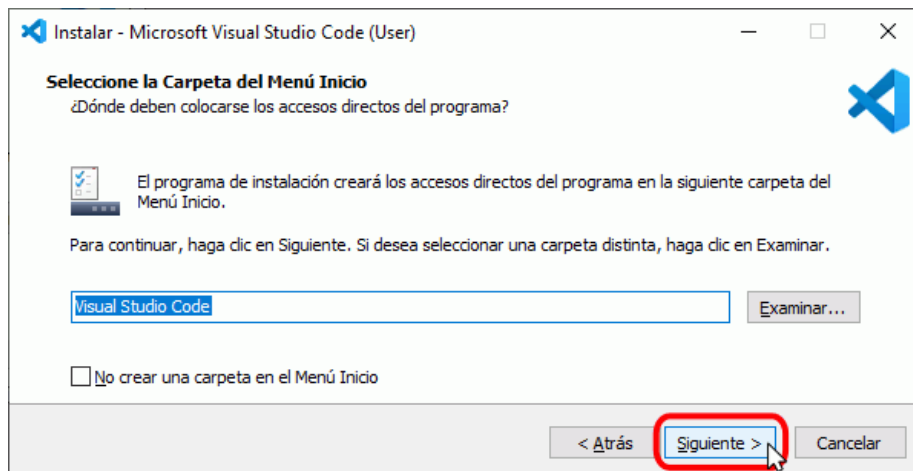 Instalar - Microsoft Visual Studio Code (User)
Seleccione la Carpeta del Menú Inicio
¿Dónde deben colocarse los accesos directos del programa?
El programa de instalación creará los accesos directos del programa en la siguiente carpeta del
Menú Inicio.
Para continuar, haga clic en Siguiente. Si desea seleccionar una carpeta distinta, haga clic en Examinar.
Visual Studio Code
Examinar...
No crear una carpeta en el Menú Inicio
< Atrás
Siguiente >
Cancelar